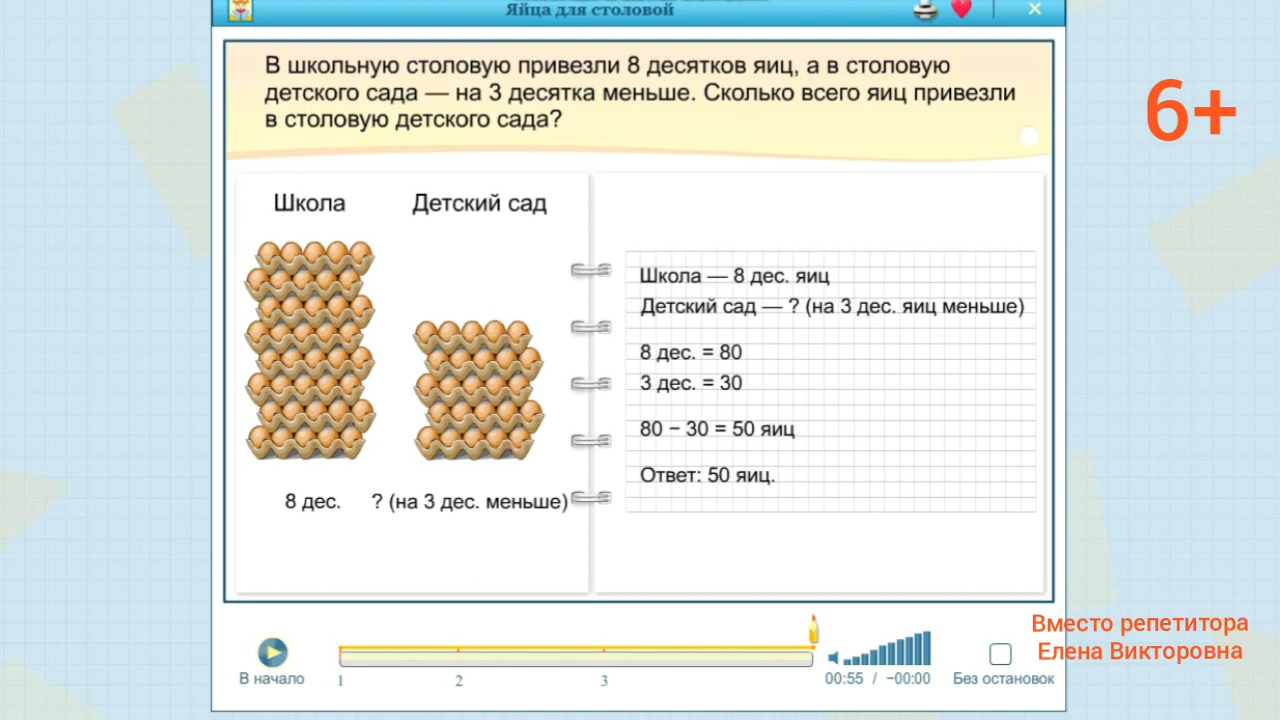 Яйца для столовой
6+
В школьную столовую привезли 8 десятков яиц, а в столовую
детского сада — на 3 десятка меньше. Сколько всего яиц привезли
в столовую детского сада?
Школа
Детский сад
8 дес.
? (на 3 дес. меньше)
Школа — 8 дес. яиц
Детский сад — ? (на 3 дес. яиц меньше)
8 дес. = 80
3 дес. = 30
80 − 30 = 50 яиц
Ответ: 50 яиц.
В начало
1
2
3
00:55 / −00:00
Без остановок
Вместо репетитора
Елена Викторовна